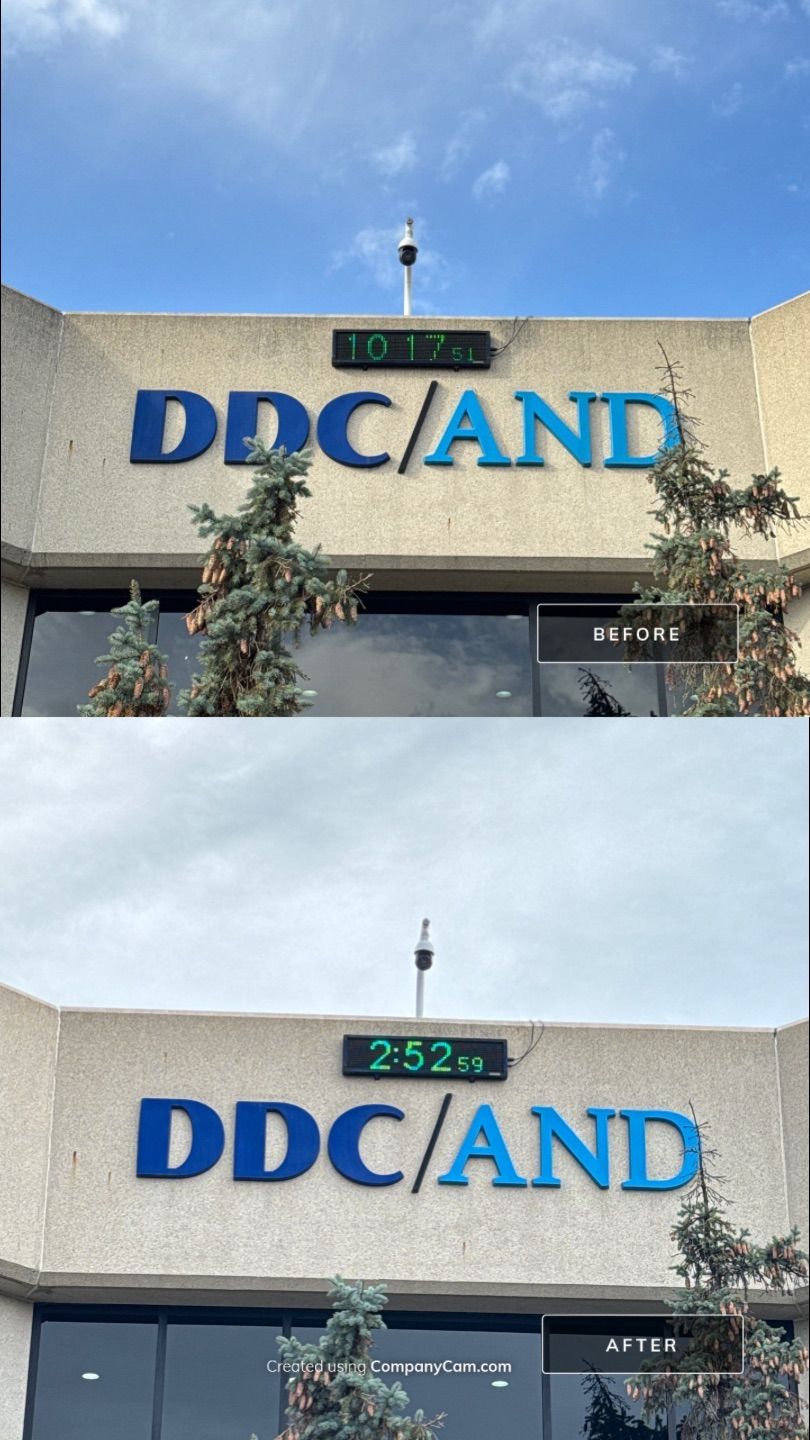 10 17 51
DDC/AND
BEFORE
2:52 59
DDC/AND
AFTER
Created using CompanyCam.com